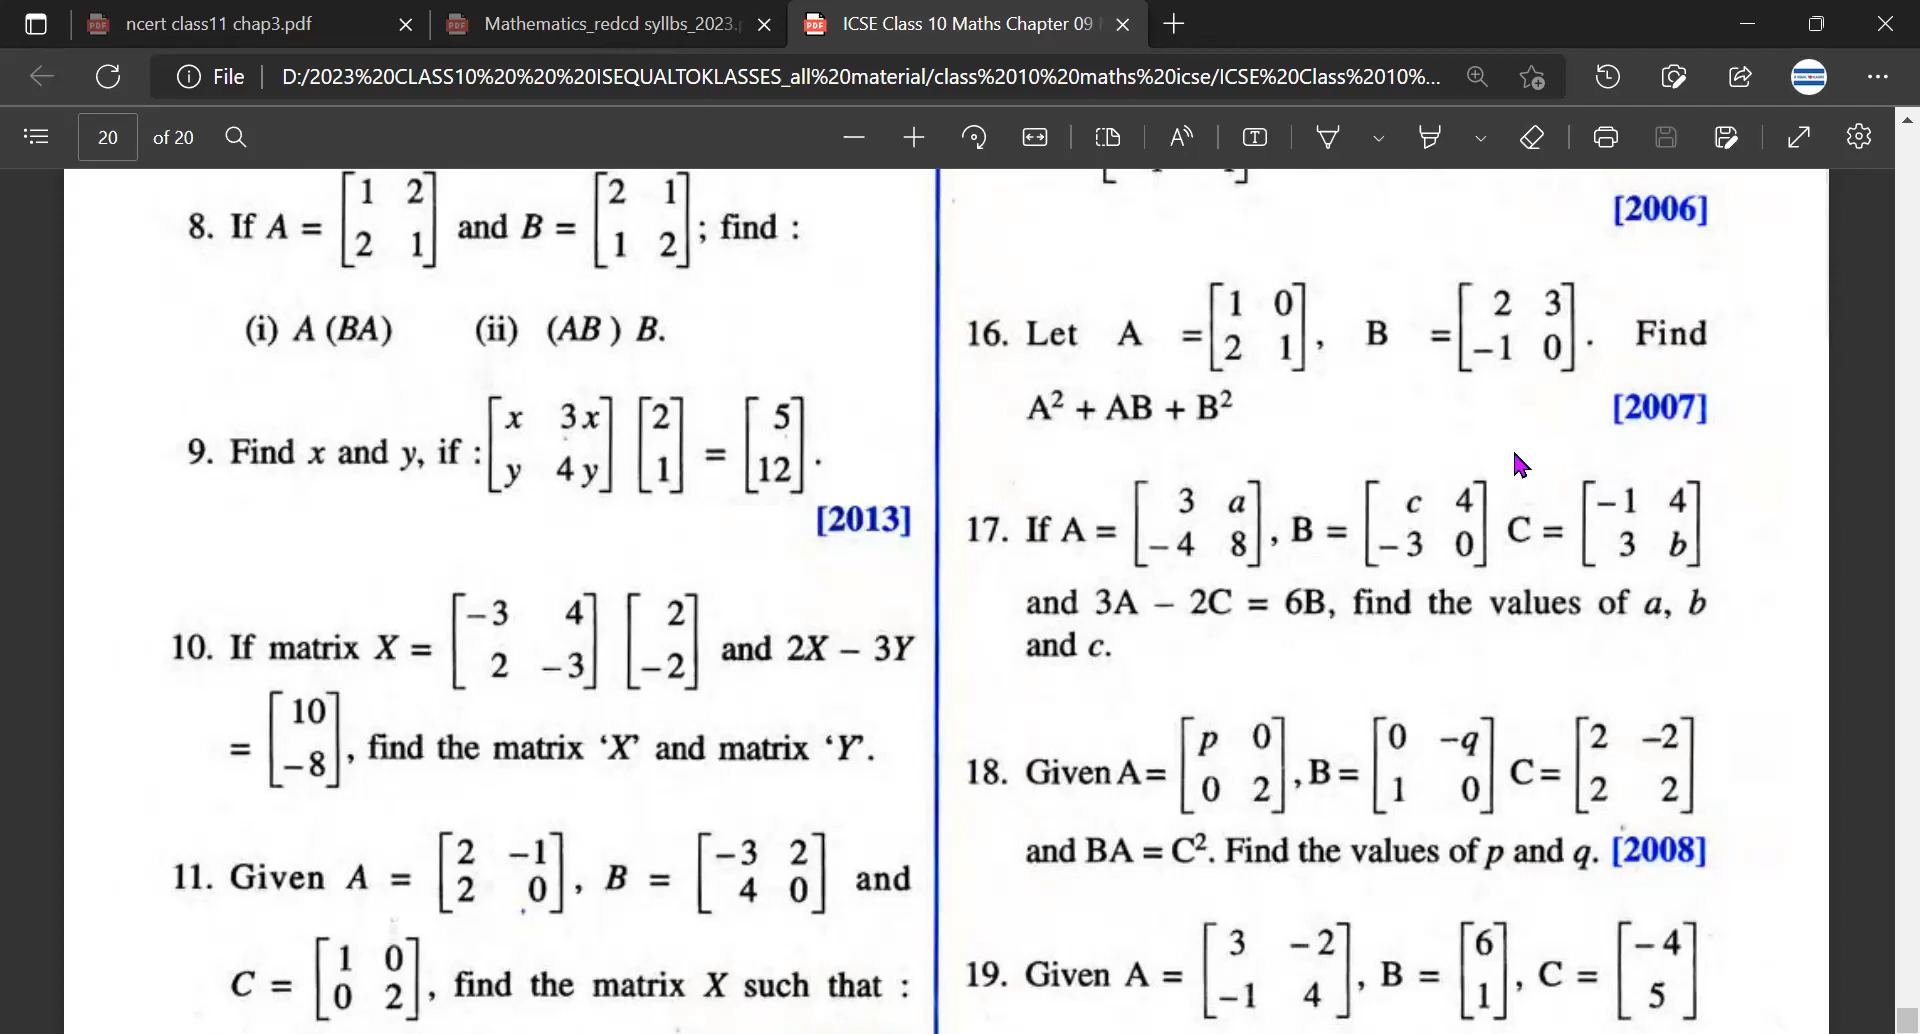 ncert class11 chap3.pdf
Mathematics_redcd syllbs_2023.
ICSE Class 10 Maths Chapter 09
File
D:/2023%20CLASS10%20%20%20ISEQUALTOKLASSES_all%20material/class%2010%20maths%20icse/ICSE%20Class%2010%...
20 of 20
8. If A = [1 2
2 1] and B = [2 1
1 2]; find :
(i) A (BA) (ii) (AB) B.
9. Find x and y, if : [x 3x
y 4y] [2
1] = [5
12].
[2013]
10. If matrix X = [-3 4
2 -3] [2
-2] and 2X – 3Y
= [10
-8], find the matrix ‘X’ and matrix ‘Y’.
11. Given A = [2 -1
2 0], B = [-3 2
4 0] and
C = [1 0
0 2], find the matrix X such that :
[2006]
16. Let A = [1 0
2 1], B = [2 3
-1 0]. Find
A² + AB + B² [2007]
17. If A = [3 a
-4 8], B = [c 4
-3 0] C = [-1 4
3 b]
and 3A – 2C = 6B, find the values of a, b
and c.
18. Given A = [p 0
0 2], B = [0 -q
1 0] C = [2 -2
2 2]
and BA = C². Find the values of p and q. [2008]
19. Given A = [3 -2
-1 4], B = [6
1], C = [-4
5]